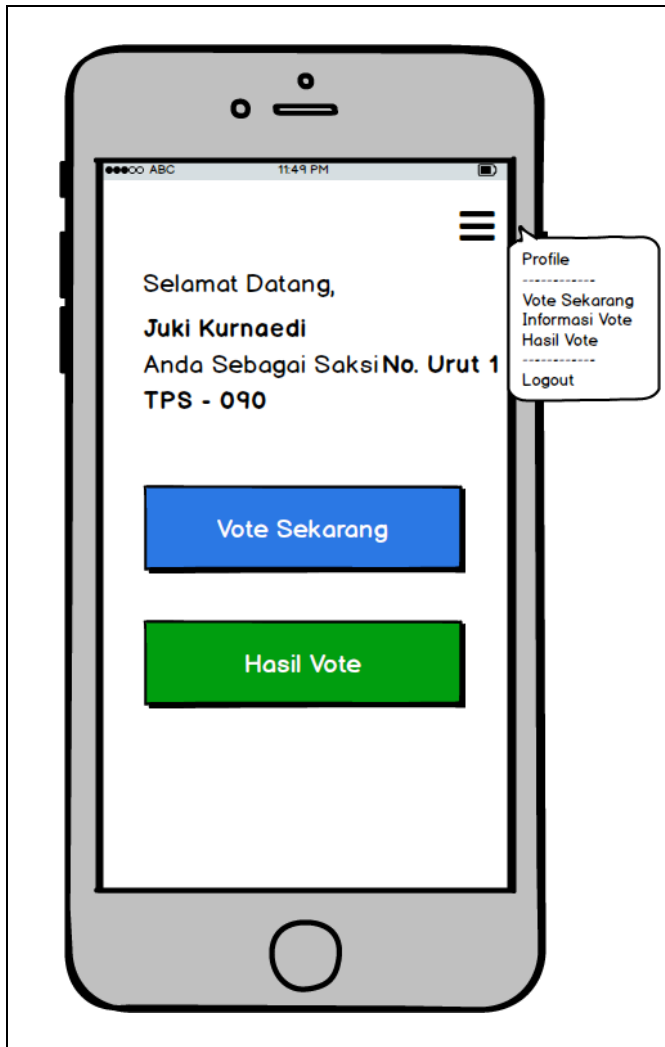 ABC 11:49 PM
Selamat Datang,
Juki Kurnaedi
Anda Sebagai Saksi No. Urut 1
TPS - 090
Vote Sekarang
Hasil Vote
Profile
------------
Vote Sekarang
Informasi Vote
Hasil Vote
------------
Logout